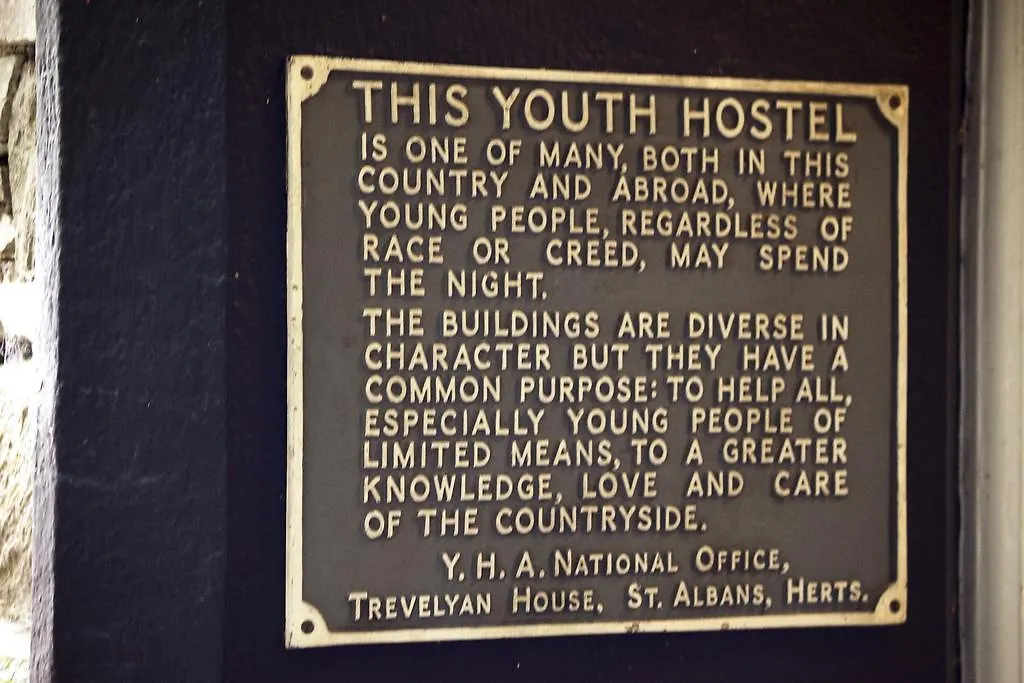 THIS YOUTH HOSTEL
IS ONE OF MANY, BOTH IN THIS
COUNTRY AND ABROAD, WHERE
YOUNG PEOPLE, REGARDLESS OF
RACE OR CREED, MAY SPEND
THE NIGHT.
THE BUILDINGS ARE DIVERSE IN
CHARACTER BUT THEY HAVE A
COMMON PURPOSE: TO HELP ALL,
ESPECIALLY YOUNG PEOPLE OF
LIMITED MEANS, TO A GREATER
KNOWLEDGE, LOVE AND CARE
OF THE COUNTRYSIDE.
Y. H. A. NATIONAL OFFICE,
TREVELYAN HOUSE, ST. ALBANS, HERTS.